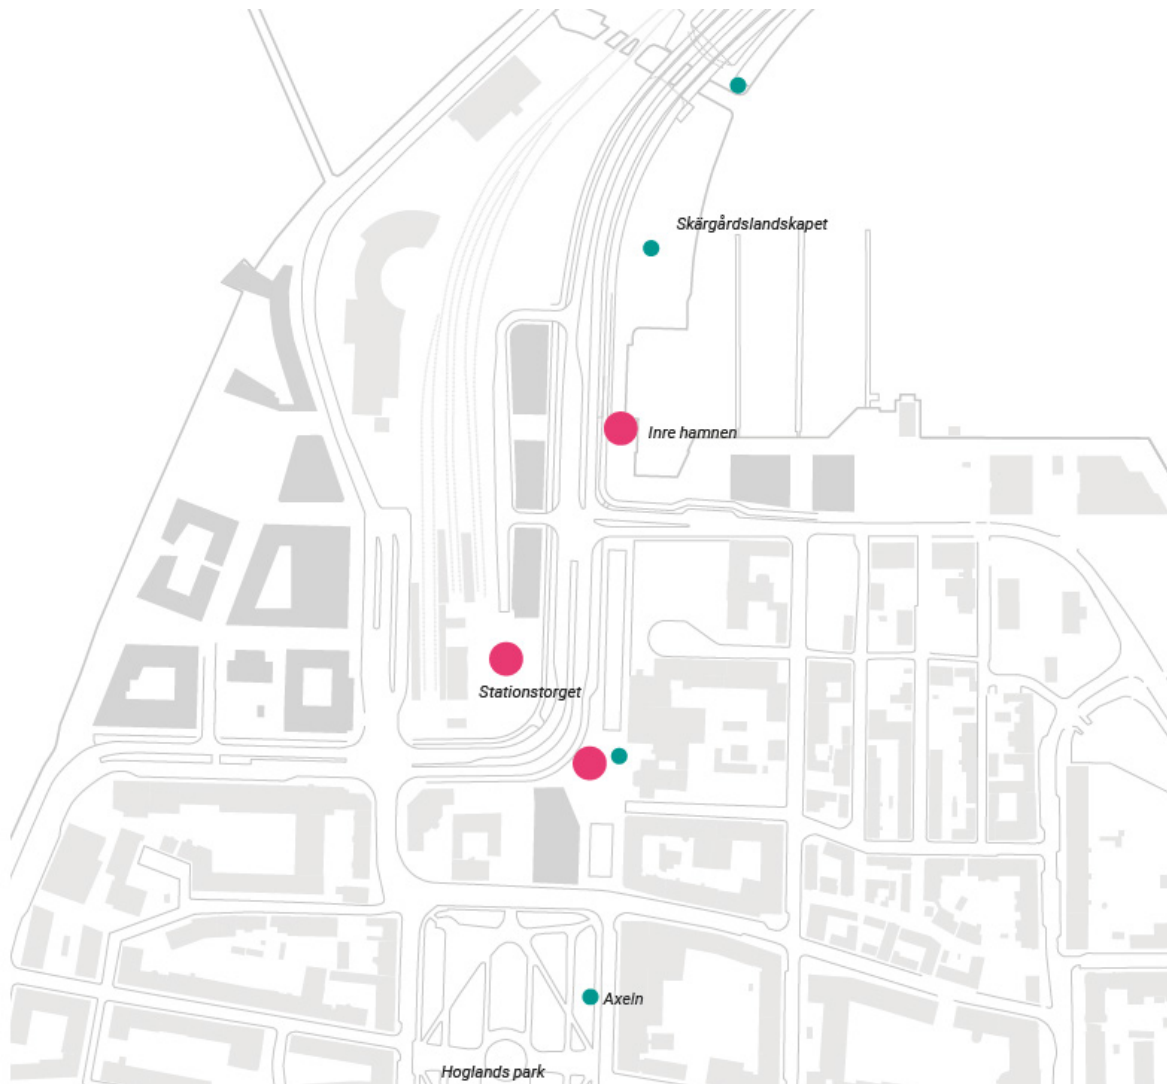 Skärgårdslandskapet
Inre hamnen
Stationstorget
Axeln
Hoglands park